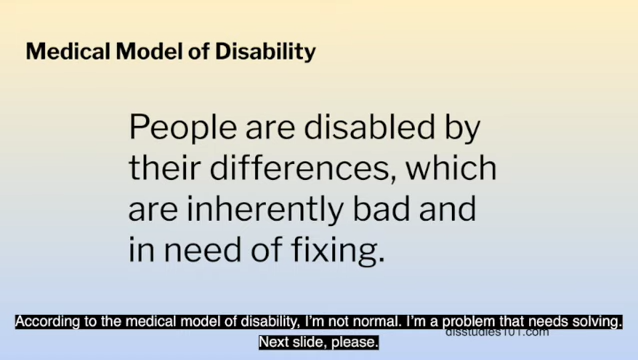 Medical Model of Disability
People are disabled by
their differences, which
are inherently bad and
in need of fixing.
According to the medical model of disability, I'm not normal. I'm a problem that needs solving.
disstudies101.com
Next slide, please.